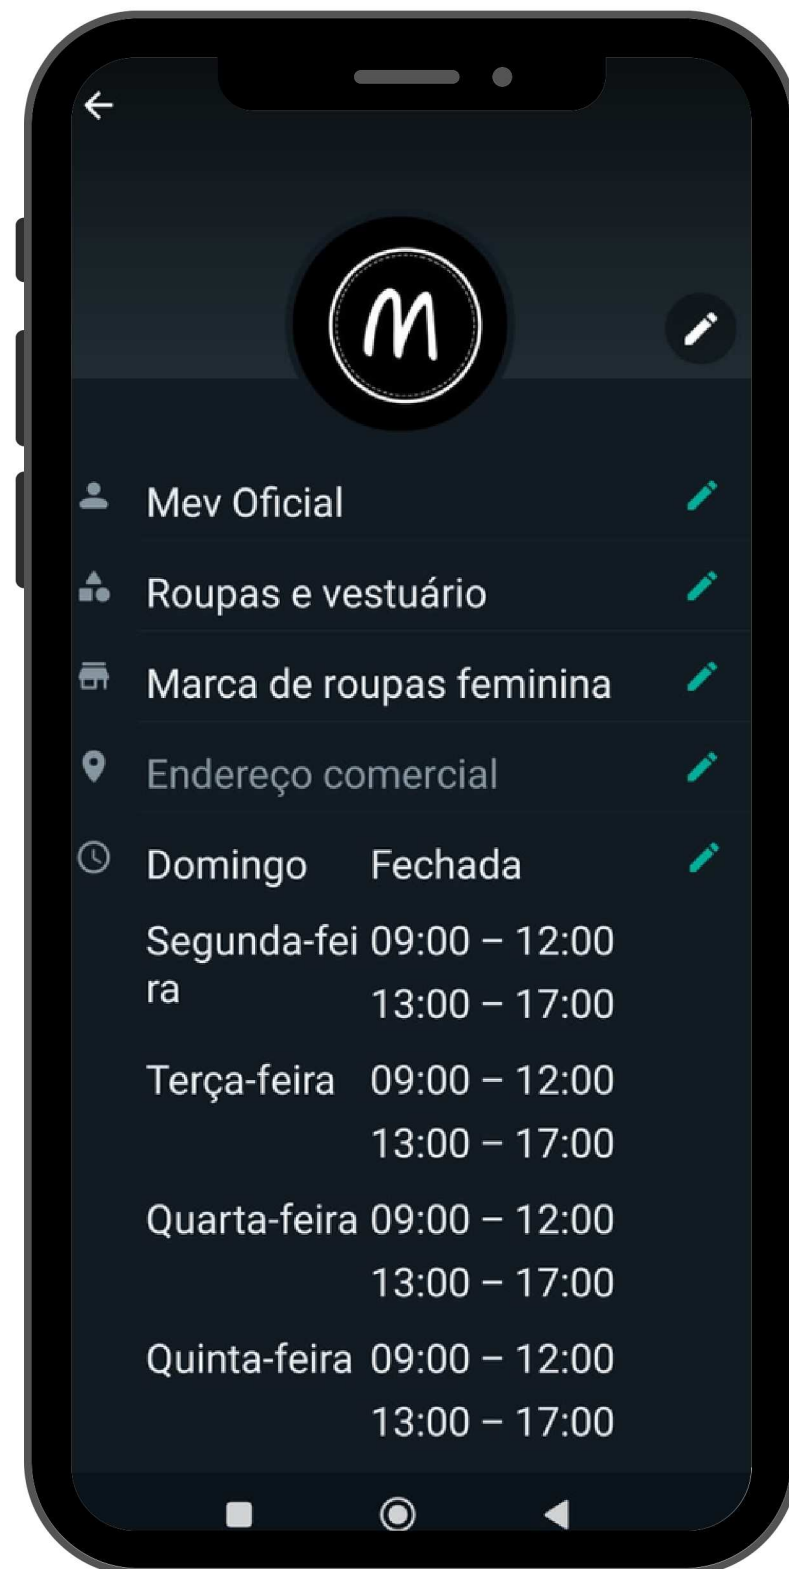 M
Mev Oficial
Roupas e vestuário
Marca de roupas feminina
Endereço comercial
Domingo Fechada
Segunda-fei 09:00 – 12:00
ra 13:00 – 17:00
Terça-feira 09:00 – 12:00
13:00 – 17:00
Quarta-feira 09:00 – 12:00
13:00 – 17:00
Quinta-feira 09:00 – 12:00
13:00 – 17:00